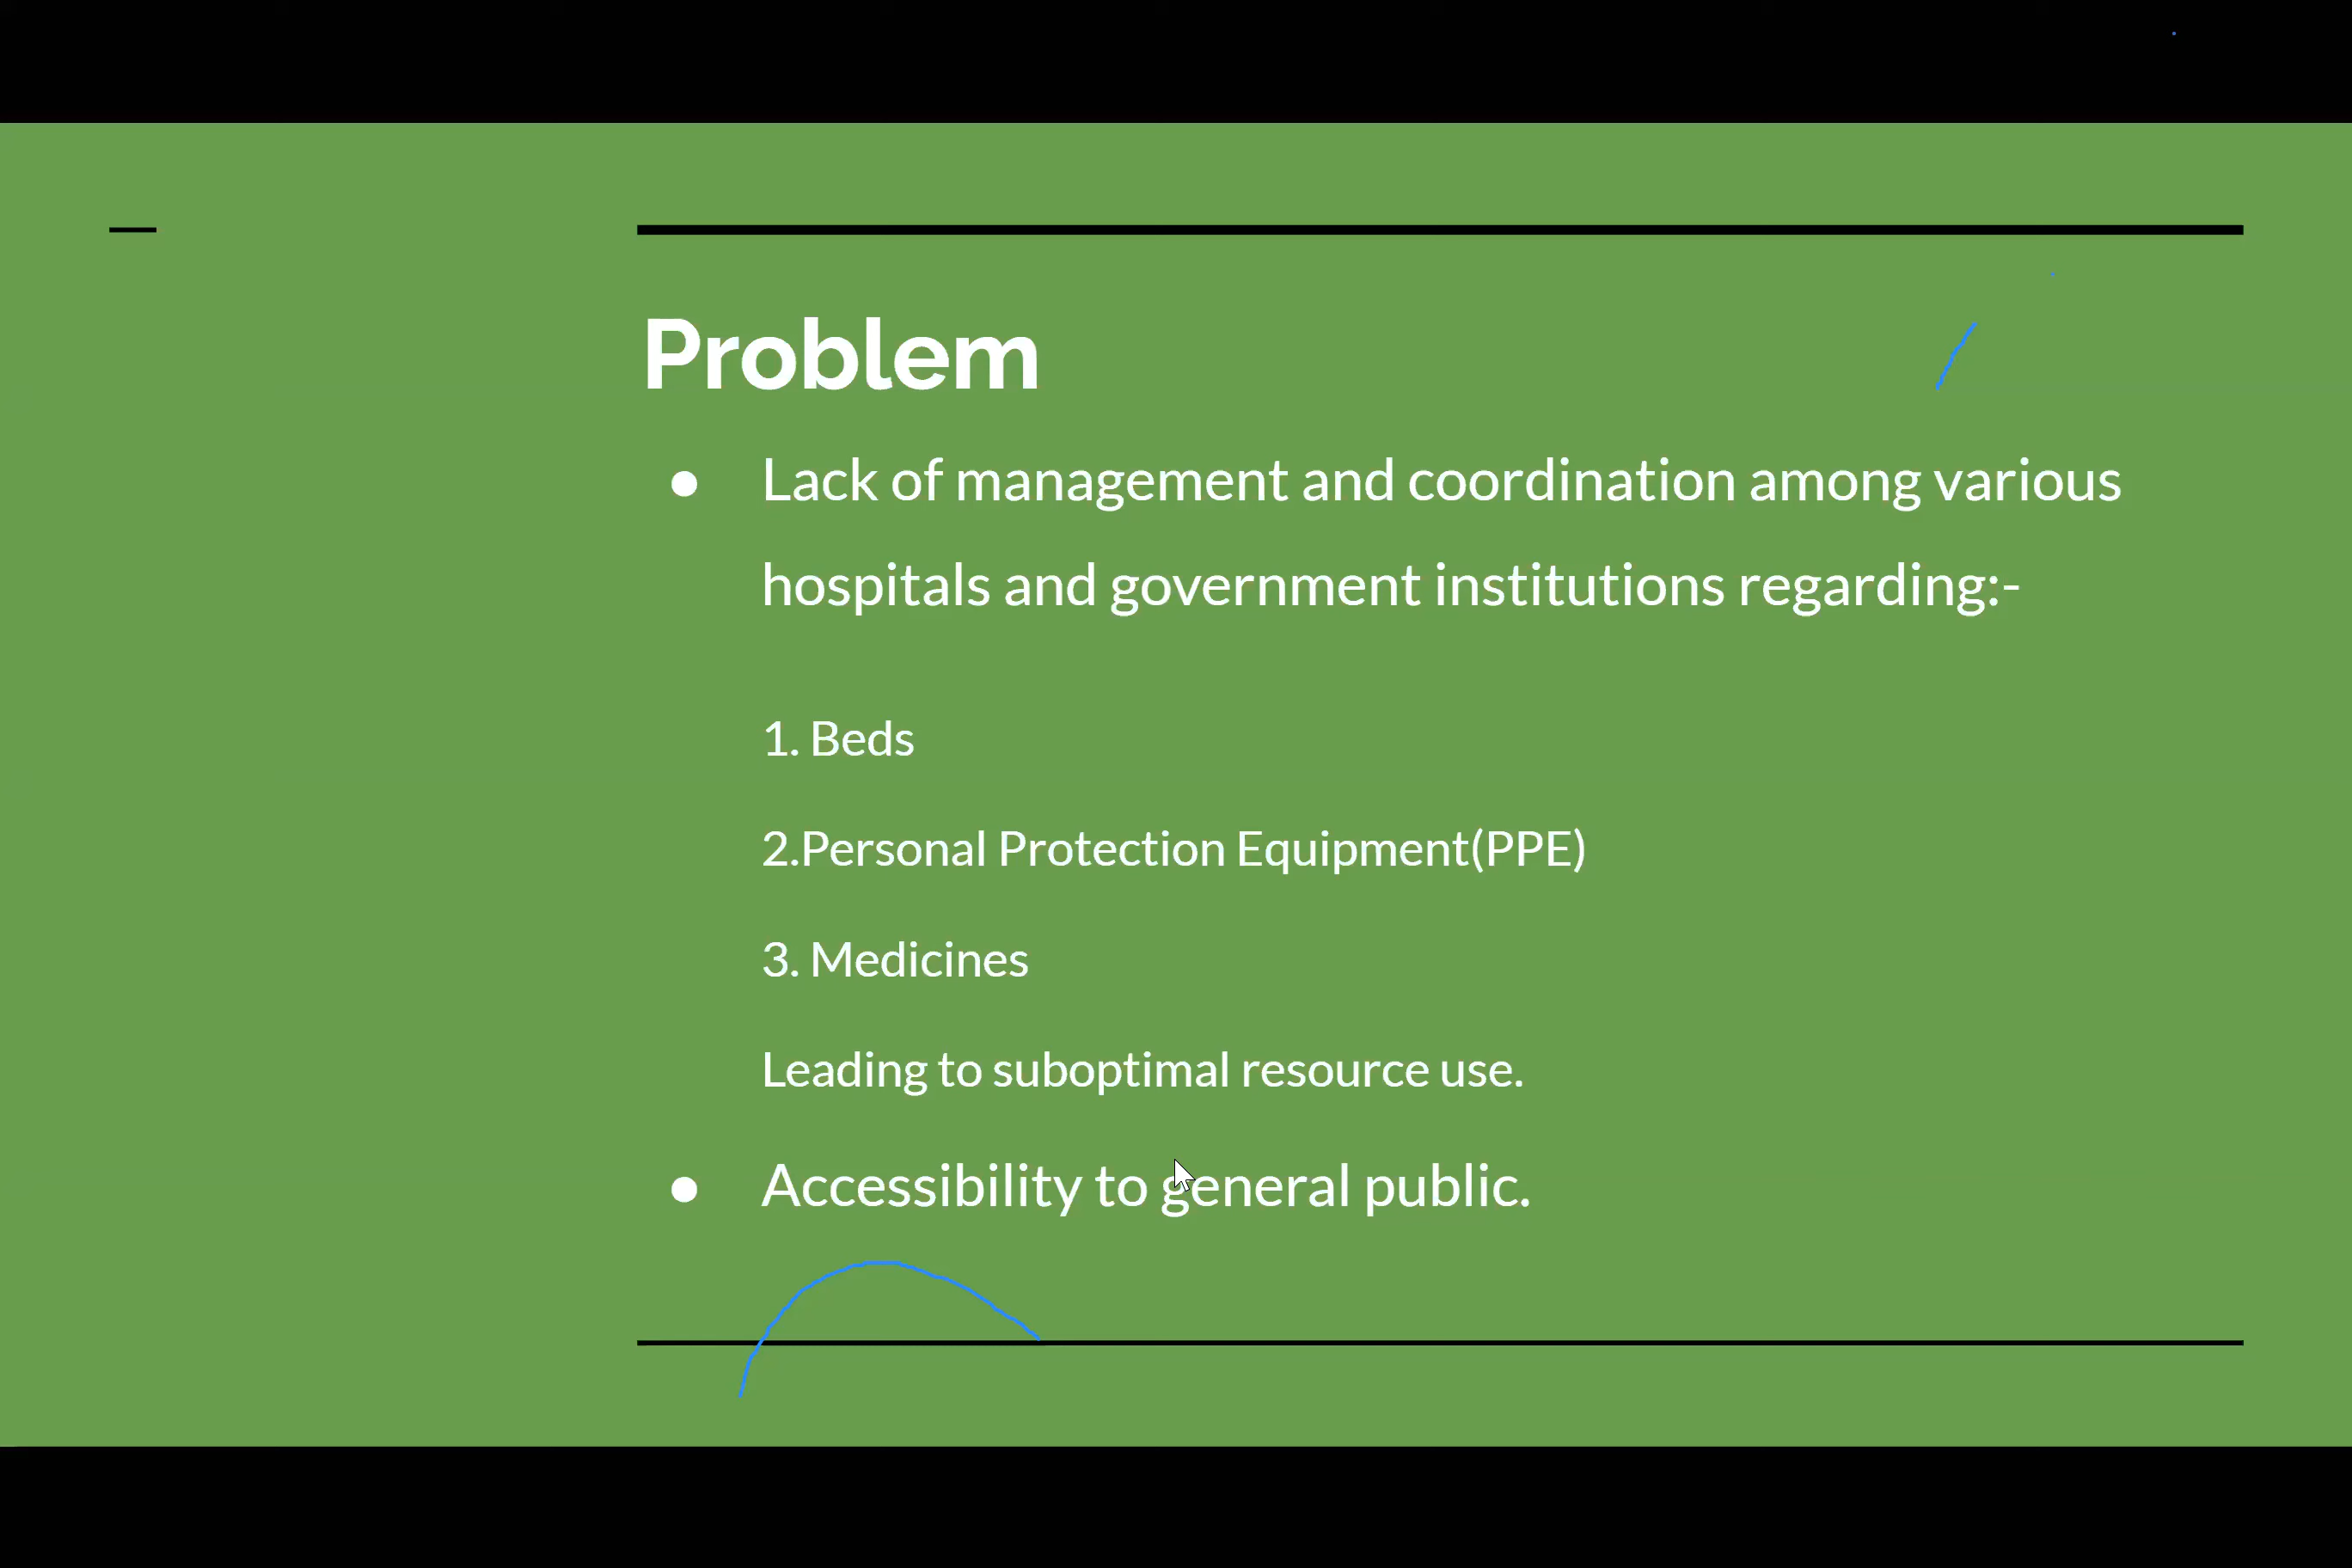 Problem
● Lack of management and coordination among various
hospitals and government institutions regarding:-
1. Beds
2.Personal Protection Equipment(PPE)
3. Medicines
Leading to suboptimal resource use.
● Accessibility to general public.